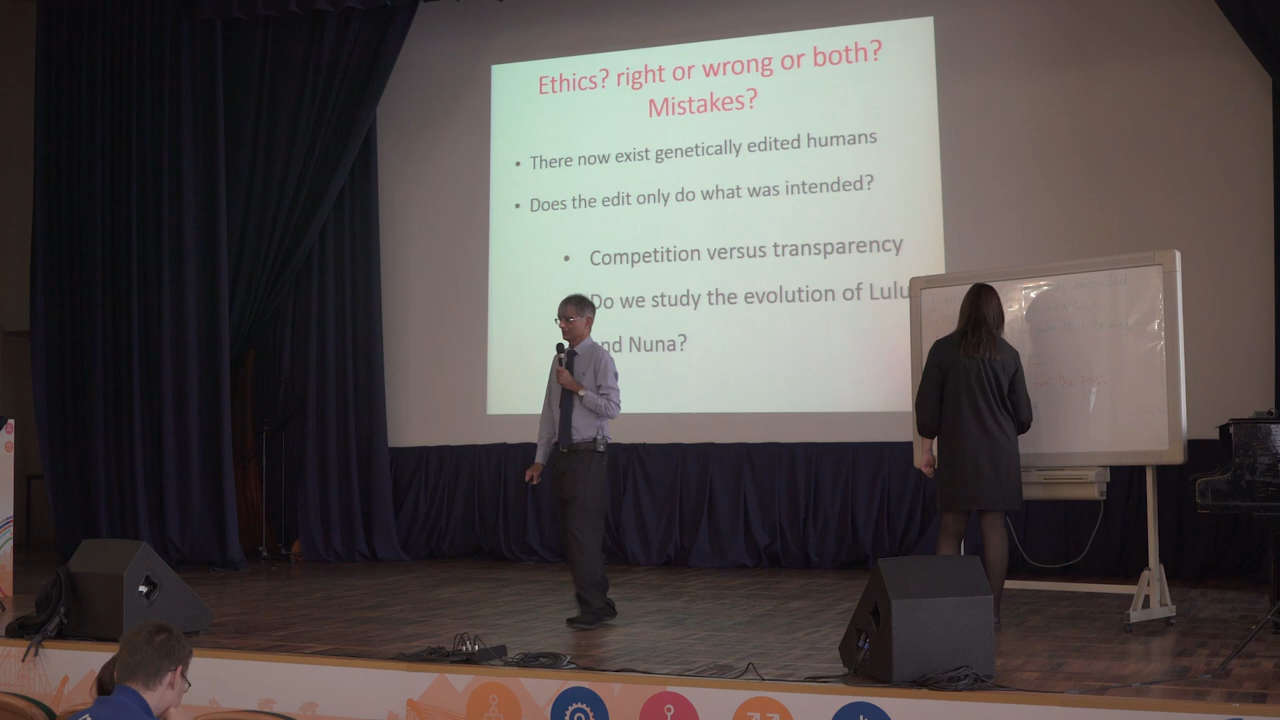 Ethics? right or wrong or both?
Mistakes?
• There now exist genetically edited humans
• Does the edit only do what was intended?
• Competition versus transparency
Do we study the evolution of Lulu
nd Nuna?